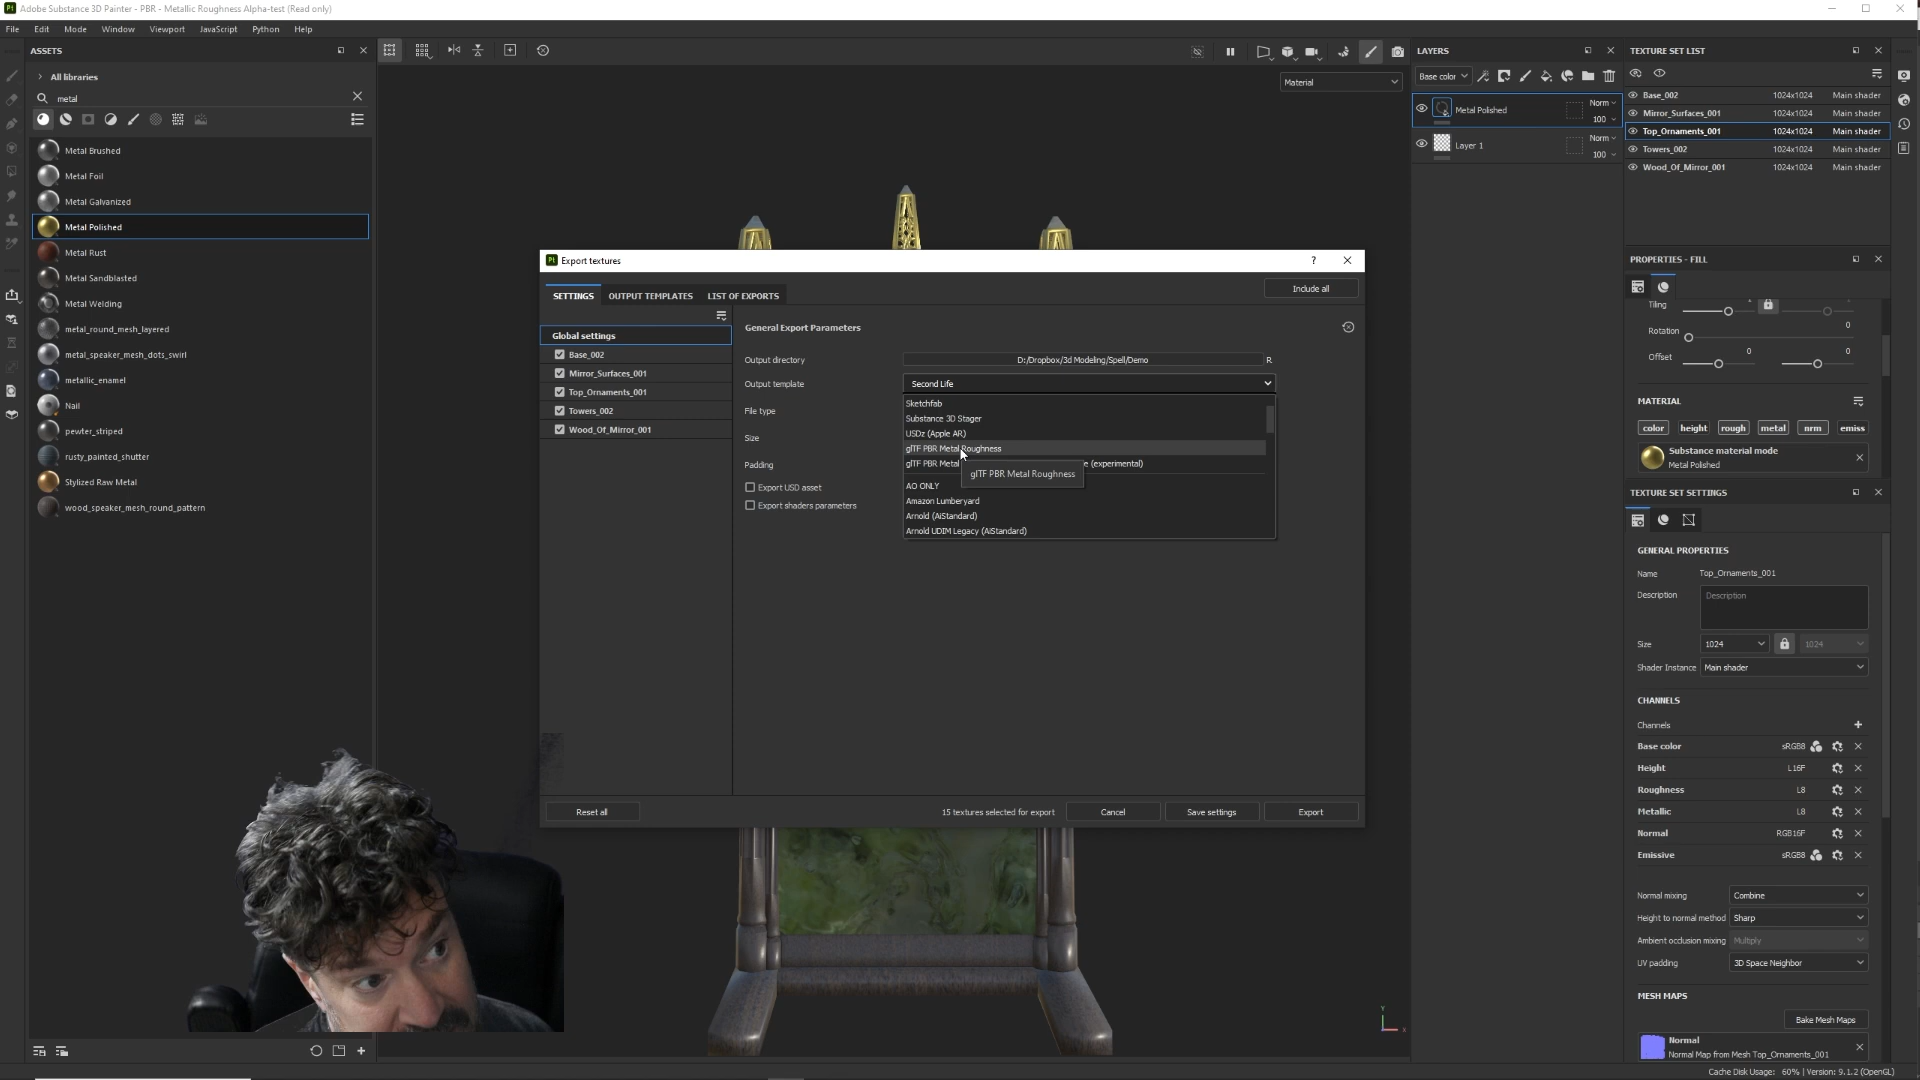 Adobe Substance 3D Painter - PBR - Metallic Roughness Alpha-test (Read only)
File Edit Mode Window Viewport JavaScript Python Help
ASSETS
All libraries
metal
Metal Brushed
Metal Foil
Metal Galvanized
Metal Polished
Metal Rust
Metal Sandblasted
Metal Welding
metal_round_mesh_layered
metal_speaker_mesh_dots_swirl
metallic_enamel
Nail
pewter_striped
rusty_painted_shutter
Stylized Raw Metal
wood_speaker_mesh_round_pattern
Material
Export textures
SETTINGS OUTPUT TEMPLATES LIST OF EXPORTS
Include all
Global settings
Base_002
Mirror_Surfaces_001
Top_Ornaments_001
Towers_002
Wood_Of_Mirror_001
General Export Parameters
Output directory D:/Dropbox/3d Modeling/Spell/Demo R
Output template Second Life
File type
Size
Padding
Export USD asset
Export shaders parameters
Sketchfab
Substance 3D Stager
USDz (Apple AR)
glTF PBR Metal Roughness
glTF PBR Metal e (experimental)
glTF PBR Metal Roughness
AO ONLY
Amazon Lumberyard
Arnold (AiStandard)
Arnold UDIM Legacy (AiStandard)
Reset all
15 textures selected for export
Cancel
Save settings
Export
LAYERS
Base color
Metal Polished
Norm
100
Layer 1
Norm
100
TEXTURE SET LIST
Base_002 1024x1024 Main shader
Mirror_Surfaces_001 1024x1024 Main shader
Top_Ornaments_001 1024x1024 Main shader
Towers_002 1024x1024 Main shader
Wood_Of_Mirror_001 1024x1024 Main shader
PROPERTIES - FILL
Tiling
Rotation 0
Offset 0 0
MATERIAL
color height rough metal nrm emiss
Substance material mode
Metal Polished
TEXTURE SET SETTINGS
GENERAL PROPERTIES
Name Top_Ornaments_001
Description Description
Size 1024 1024
Shader Instance Main shader
CHANNELS
Channels
Base color sRGB8
Height L16F
Roughness L8
Metallic L8
Normal RGB16F
Emissive sRGB8
Normal mixing Combine
Height to normal method Sharp
Ambient occlusion mixing Multiply
UV padding 3D Space Neighbor
MESH MAPS
Bake Mesh Maps
Normal
Normal Map from Mesh Top_Ornaments_001
Cache Disk Usage: 60% | Version: 9.1.2 (OpenGL)